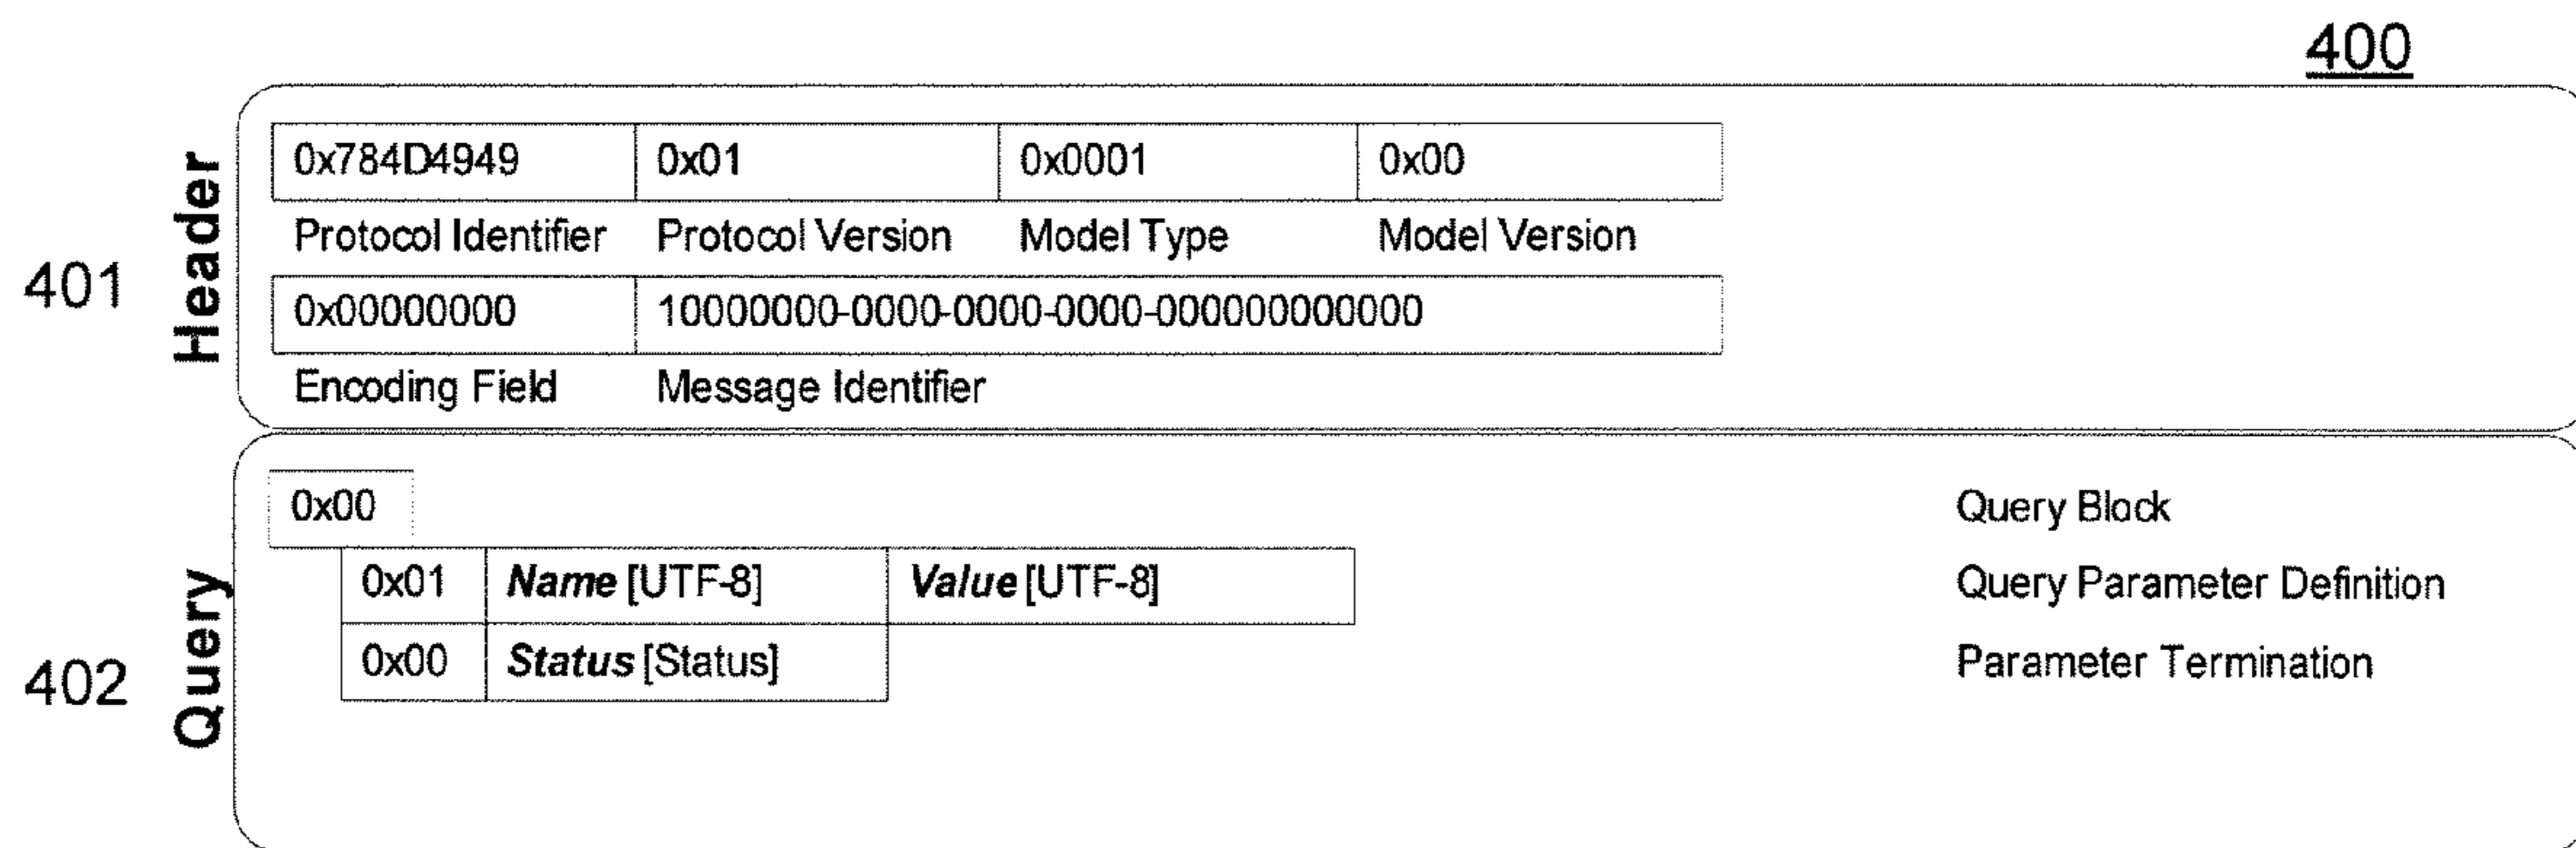 400
0x784D4949 0x01 0x0001 0x00
Protocol Identifier Protocol Version Model Type Model Version
401 Header
0x00000000 10000000-0000-0000-0000-000000000000
Encoding Field Message Identifier
0x00 Query Block
0x01 Name [UTF-8] Value [UTF-8] Query Parameter Definition
402 Query
0x00 Status [Status] Parameter Termination